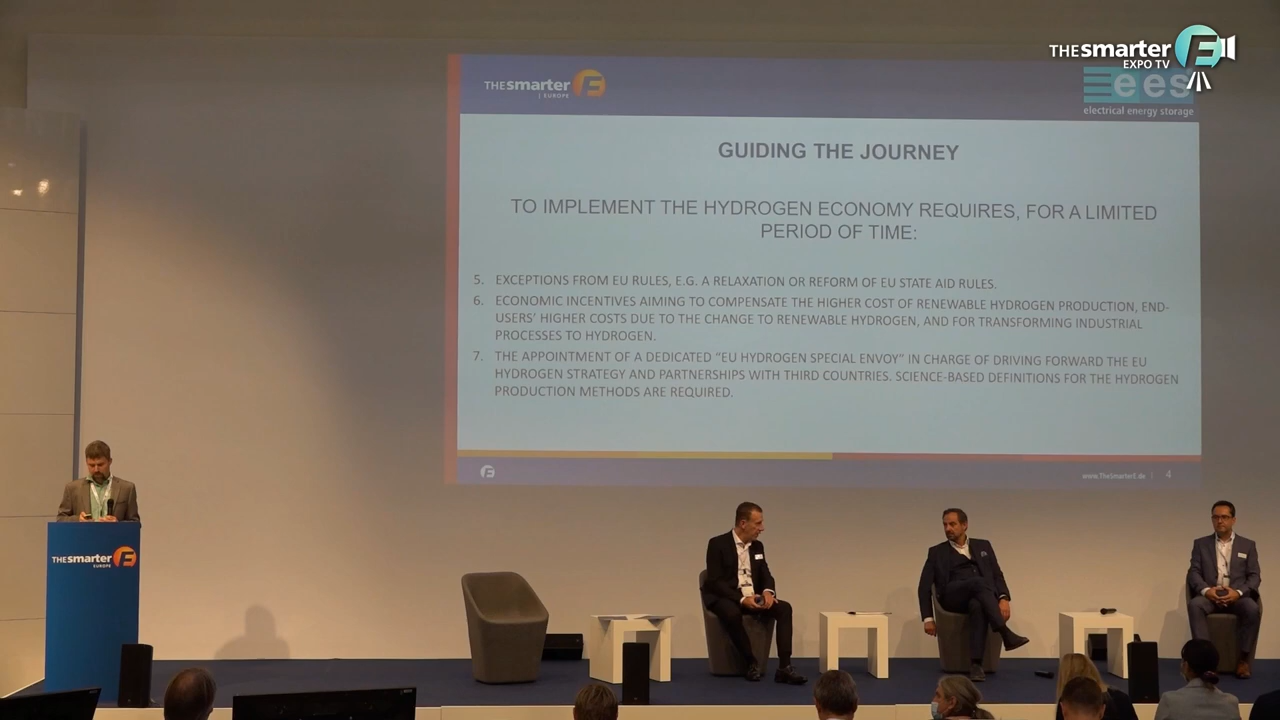 THE smarter E
EXPO TV
THE smarter E
| EUROPE
ees
electrical energy storage
GUIDING THE JOURNEY
TO IMPLEMENT THE HYDROGEN ECONOMY REQUIRES, FOR A LIMITED
PERIOD OF TIME:
5. EXCEPTIONS FROM EU RULES, E.G. A RELAXATION OR REFORM OF EU STATE AID RULES.
6. ECONOMIC INCENTIVES AIMING TO COMPENSATE THE HIGHER COST OF RENEWABLE HYDROGEN PRODUCTION, END-
USERS' HIGHER COSTS DUE TO THE CHANGE TO RENEWABLE HYDROGEN, AND FOR TRANSFORMING INDUSTRIAL
PROCESSES TO HYDROGEN.
7. THE APPOINTMENT OF A DEDICATED "EU HYDROGEN SPECIAL ENVOY" IN CHARGE OF DRIVING FORWARD THE EU
HYDROGEN STRATEGY AND PARTNERSHIPS WITH THIRD COUNTRIES. SCIENCE-BASED DEFINITIONS FOR THE HYDROGEN
PRODUCTION METHODS ARE REQUIRED.
E
www.TheSmarterE.de | 4
THE smarter E
EUROPE